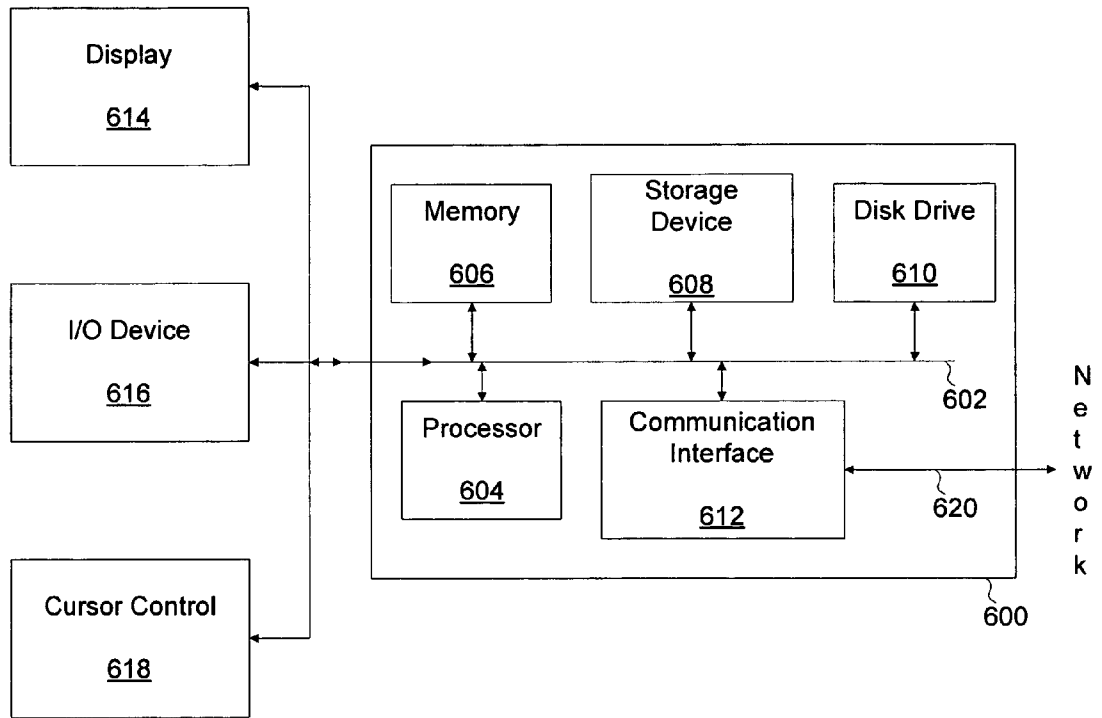 Display
614
I/O Device
616
Cursor Control
618
Memory
606
Storage
Device
608
Disk Drive
610
602
Processor
604
Communication
Interface
612
620
600
Network